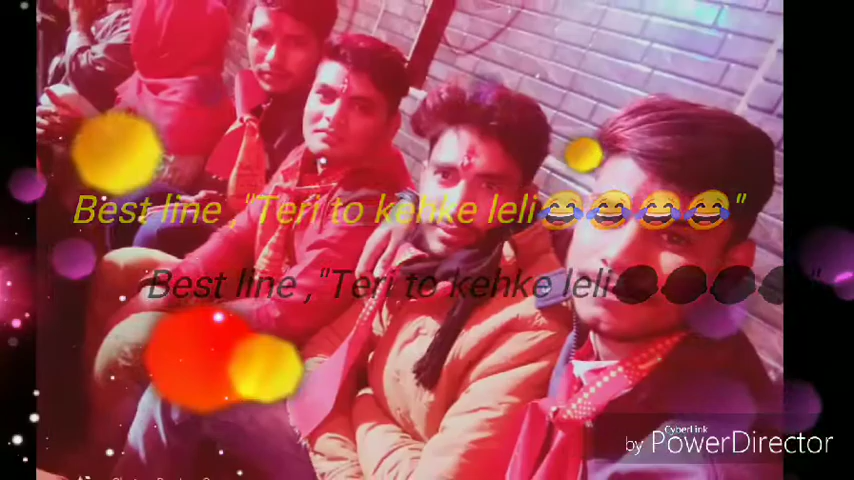 Best line ,"Teri to kehke leli😂😂😂😂"
Best line ,"Teri to kehke leli😂😂😂😂"
CyberLink
by PowerDirector